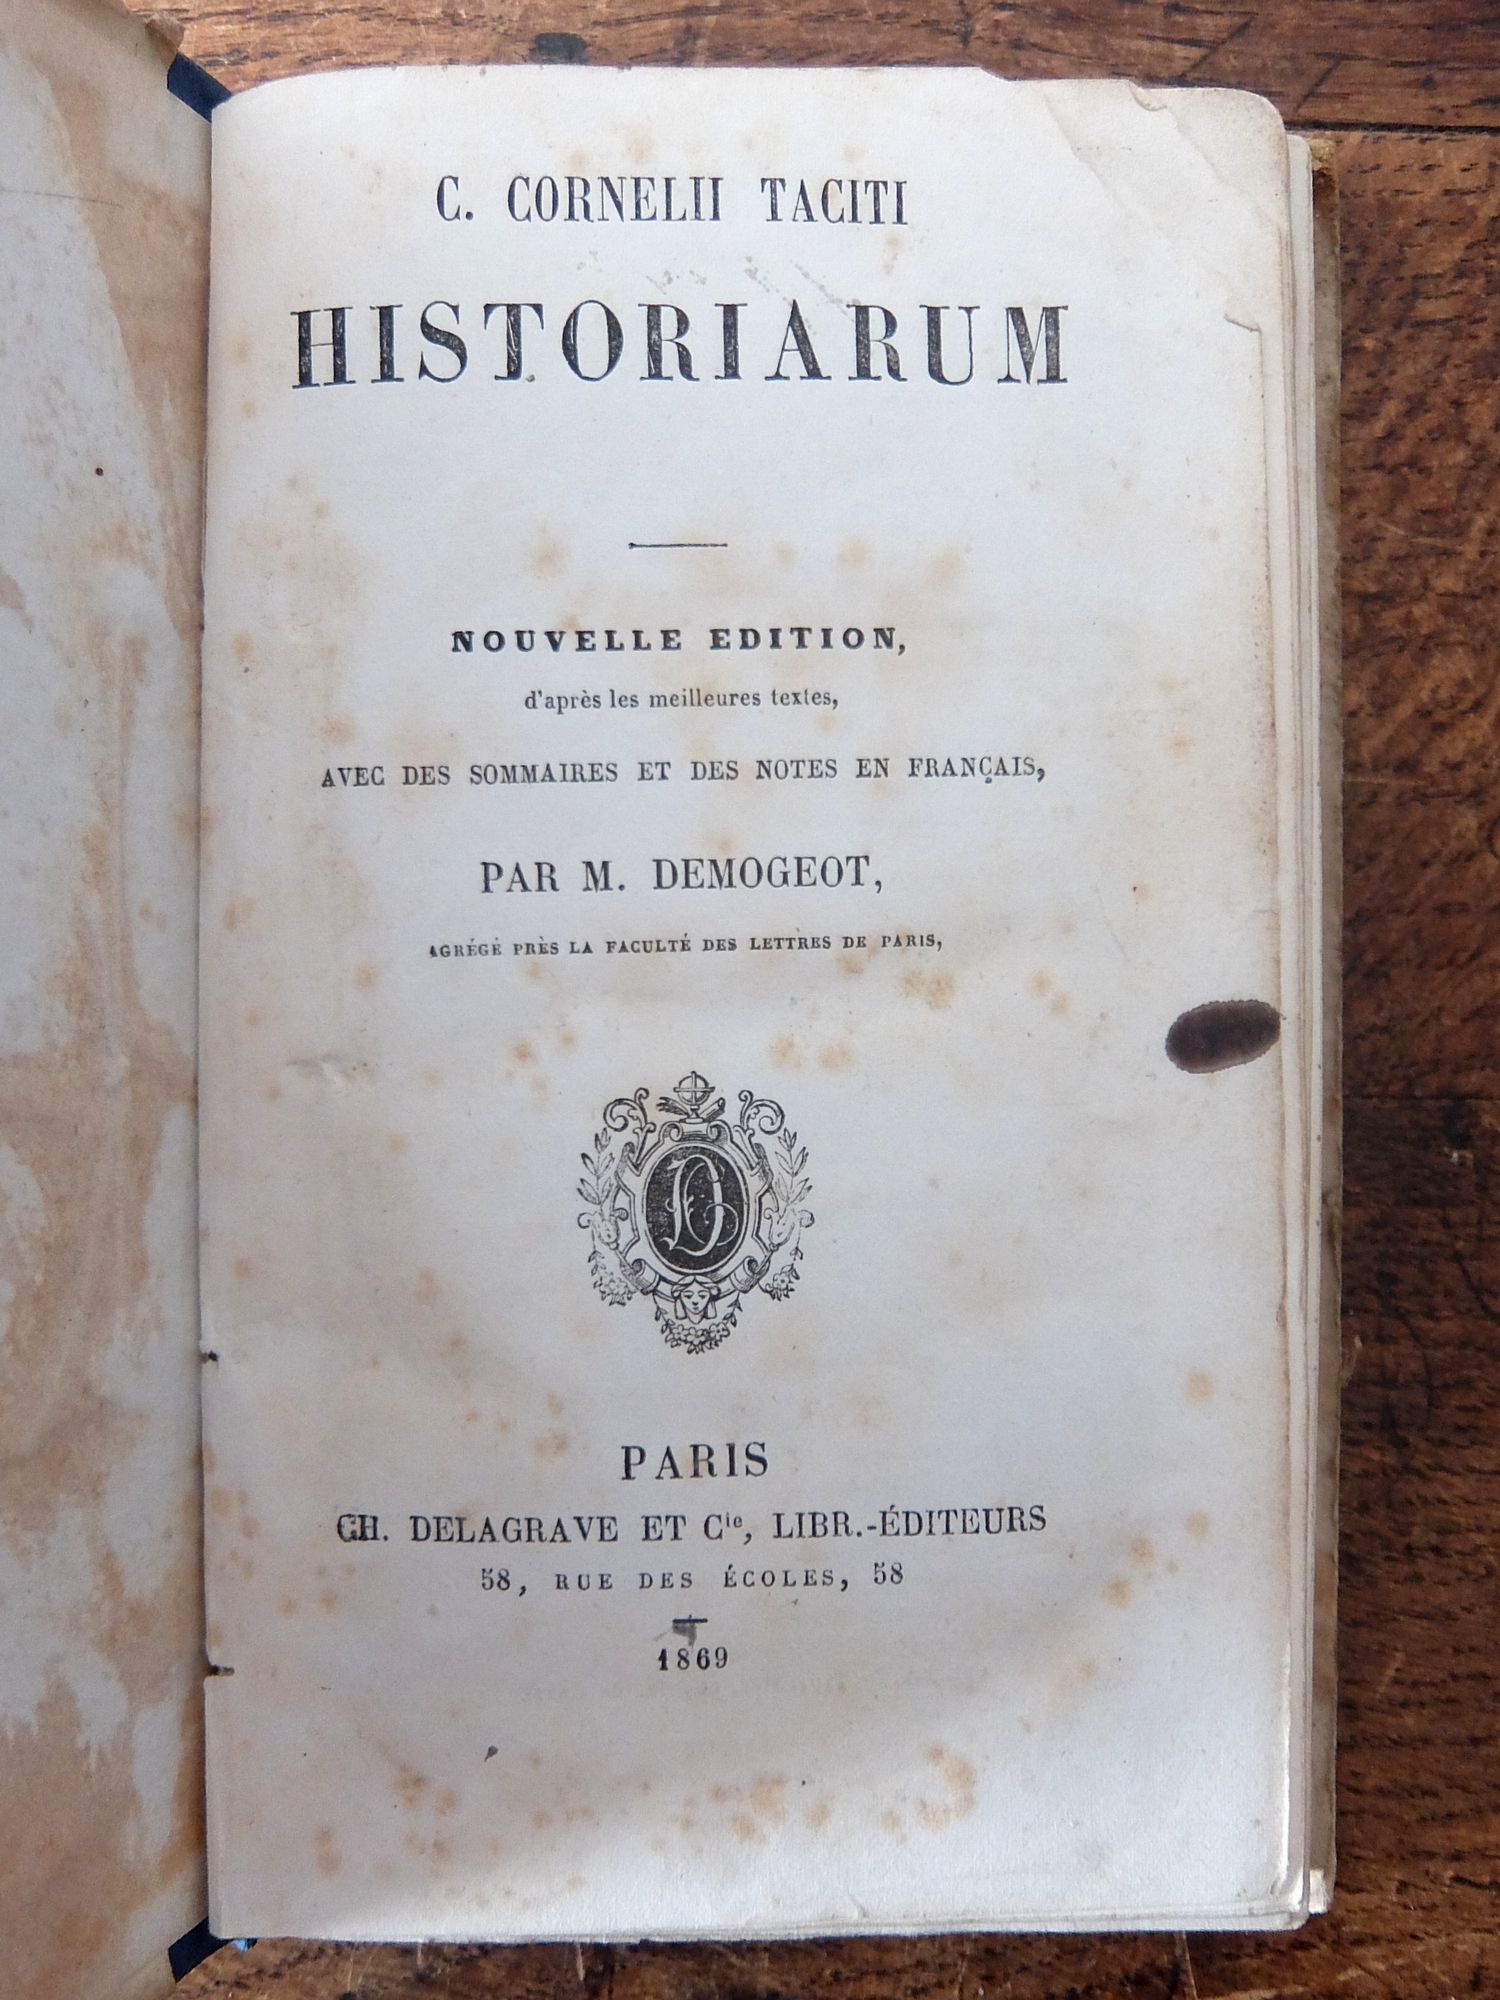 C. CORNELII TACITI
HISTORIARUM
NOUVELLE EDITION,
d'après les meilleures textes,
AVEC DES SOMMAIRES ET DES NOTES EN FRANÇAIS,
PAR M. DEMOGEOT,
AGRÉGÉ PRÈS LA FACULTÉ DES LETTRES DE PARIS,
D
PARIS
CH. DELAGRAVE ET Cie, LIBR.-ÉDITEURS
58, RUE DES ÉCOLES, 58
1869